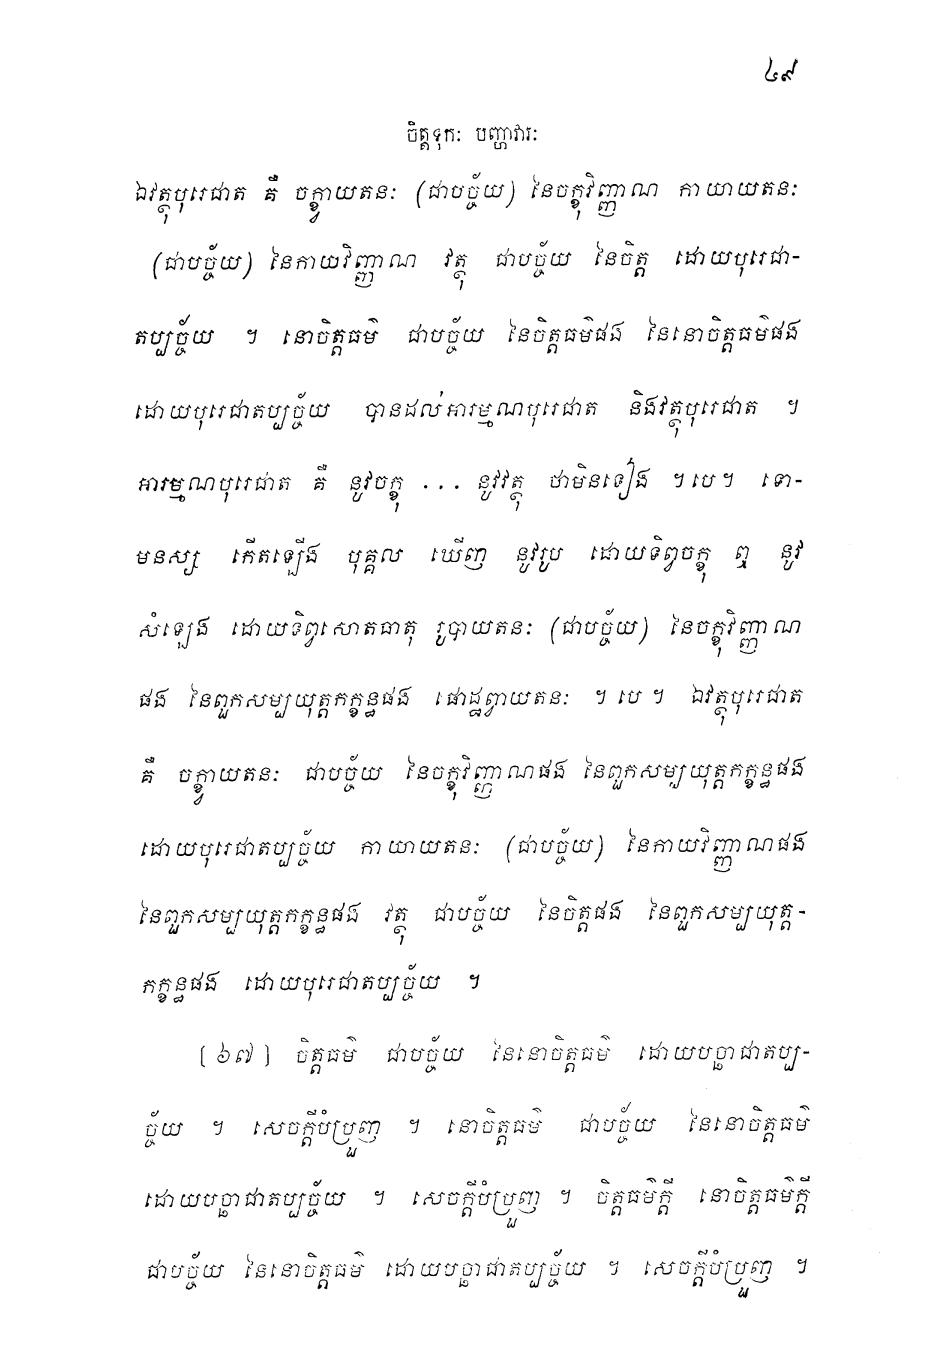 ៤៩
ចិត្តទុកៈ បញ្ហាវារៈ
ឯវត្ថុបុរេជាត គឺ ចក្ខ្វាយតនៈ (ជាបច្ច័យ) នៃចក្ខុវិញ្ញាណ កាយាយតនៈ
(ជាបច្ច័យ) នៃកាយវិញ្ញាណ វត្ថុ ជាបច្ច័យ នៃចិត្ត ដោយបុរេជា-
តប្បច្ច័យ ។ នោចិត្តធម៌ ជាបច្ច័យ នៃចិត្តធម៌ផង នៃនោចិត្តធម៌ផង
ដោយបុរេជាតប្បច្ច័យ បានដល់អារម្មណបុរេជាត និងវត្ថុបុរេជាត ។
អារម្មណបុរេជាត គឺ នូវចក្ខុ ... នូវវត្ថុ ថាមិនទៀង ។ បេ ។ ទោ-
មនស្ស កើតឡើង បុគ្គល ឃើញ នូវរូប ដោយទិព្វចក្ខុ ឮ នូវ
សំឡេង ដោយទិព្វសោតធាតុ រូបាយតនៈ (ជាបច្ច័យ) នៃចក្ខុវិញ្ញាណ
ផង នៃពួកសម្បយុត្តកក្ខន្ធផង ផោដ្ឋព្វាយតនៈ ។ បេ ។ ឯវត្ថុបុរេជាត
គឺ ចក្ខ្វាយតនៈ ជាបច្ច័យ នៃចក្ខុវិញ្ញាណផង នៃពួកសម្បយុត្តកក្ខន្ធផង
ដោយបុរេជាតប្បច្ច័យ កាយាយតនៈ (ជាបច្ច័យ) នៃកាយវិញ្ញាណផង
នៃពួកសម្បយុត្តកក្ខន្ធផង វត្ថុ ជាបច្ច័យ នៃចិត្តផង នៃពួកសម្បយុត្ត-
កក្ខន្ធផង ដោយបុរេជាតប្បច្ច័យ ។
[៦៧] ចិត្តធម៌ ជាបច្ច័យ នៃនោចិត្តធម៌ ដោយបច្ឆាជាតប្ប-
ច្ច័យ ។ សេចក្តីបំប្រួញ ។ នោចិត្តធម៌ ជាបច្ច័យ នៃនោចិត្តធម៌
ដោយបច្ឆាជាតប្បច្ច័យ ។ សេចក្តីបំប្រួញ ។ ចិត្តធម៌ក្តី នោចិត្តធម៌ក្តី
ជាបច្ច័យ នៃនោចិត្តធម៌ ដោយបច្ឆាជាតប្បច្ច័យ ។ សេចក្តីបំប្រួញ ។